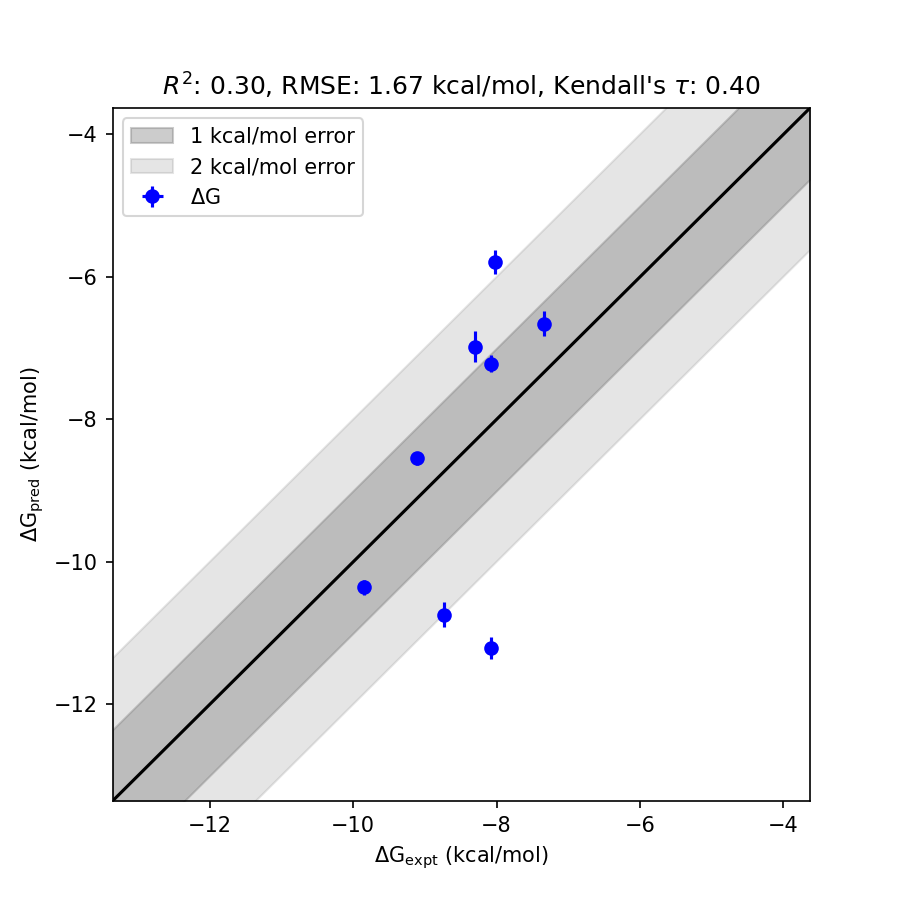 R²: 0.30, RMSE: 1.67 kcal/mol, Kendall's τ: 0.40
1 kcal/mol error
2 kcal/mol error
ΔG
−4
−6
−8
−10
−12
ΔGpred (kcal/mol)
−12 −10 −8 −6 −4
ΔGexpt (kcal/mol)